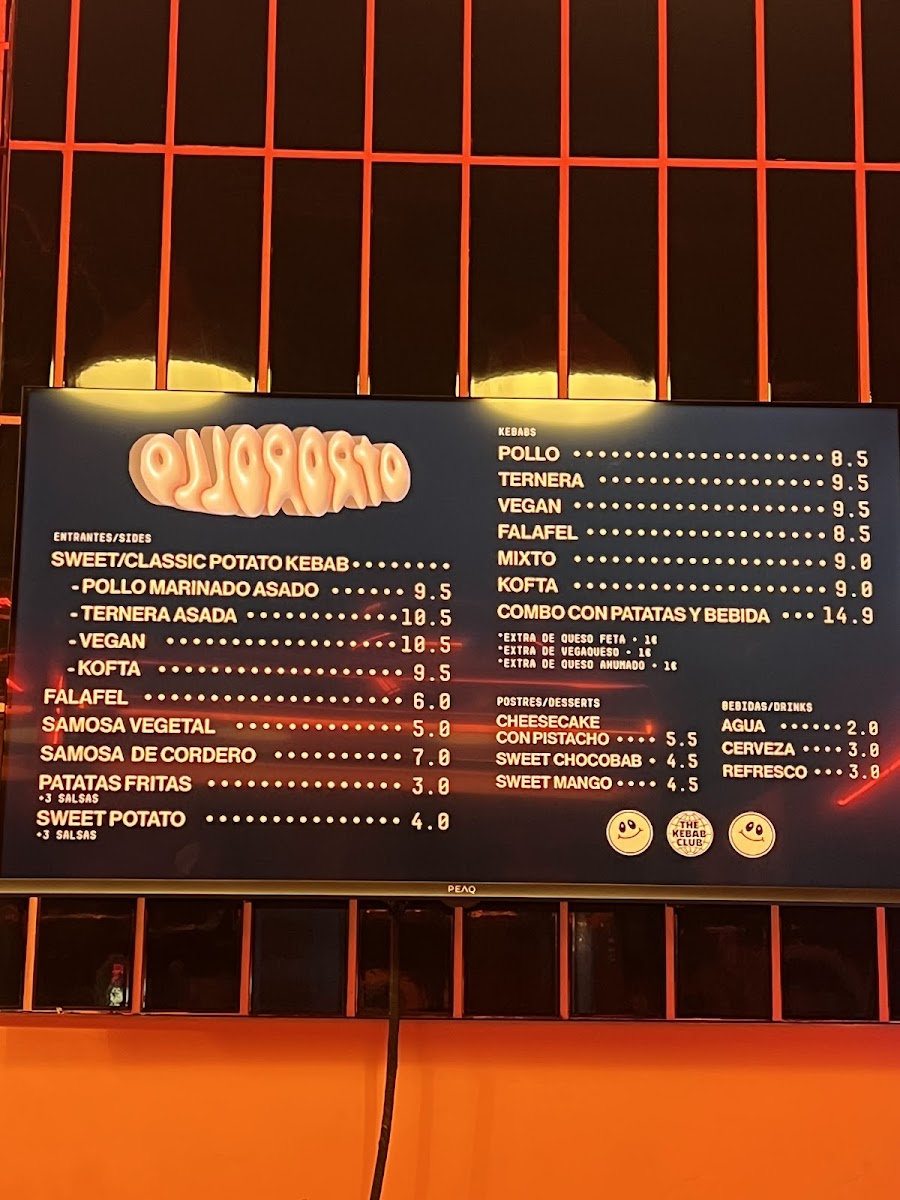 ENTRANTES/SIDES
SWEET/CLASSIC POTATO KEBAB ........
-POLLO MARINADO ASADO ...... 9.5
-TERNERA ASADA ........... 10.5
-VEGAN ................. 10.5
-KOFTA .................. 9.5
FALAFEL ................... 6.0
SAMOSA VEGETAL ............ 5.0
SAMOSA DE CORDERO ......... 7.0
PATATAS FRITAS .............. 3.0
+3 SALSAS
SWEET POTATO .............. 4.0
+3 SALSAS
KEBABS
POLLO ..................... 8.5
TERNERA ................... 9.5
VEGAN ..................... 9.5
FALAFEL .................... 8.5
MIXTO ..................... 9.0
KOFTA ..................... 9.0
COMBO CON PATATAS Y BEBIDA ... 14.9
*EXTRA DE QUESO FETA · 1€
*EXTRA DE VEGAQUESO · 1€
*EXTRA DE QUESO AHUMADO · 1€
POSTRES/DESSERTS
CHEESECAKE
CON PISTACHO .... 5.5
SWEET CHOCOBAB . 4.5
SWEET MANGO .... 4.5
BEBIDAS/DRINKS
AGUA ...... 2.0
CERVEZA .... 3.0
REFRESCO ... 3.0
THE
KEBAB
CLUB
PEAQ